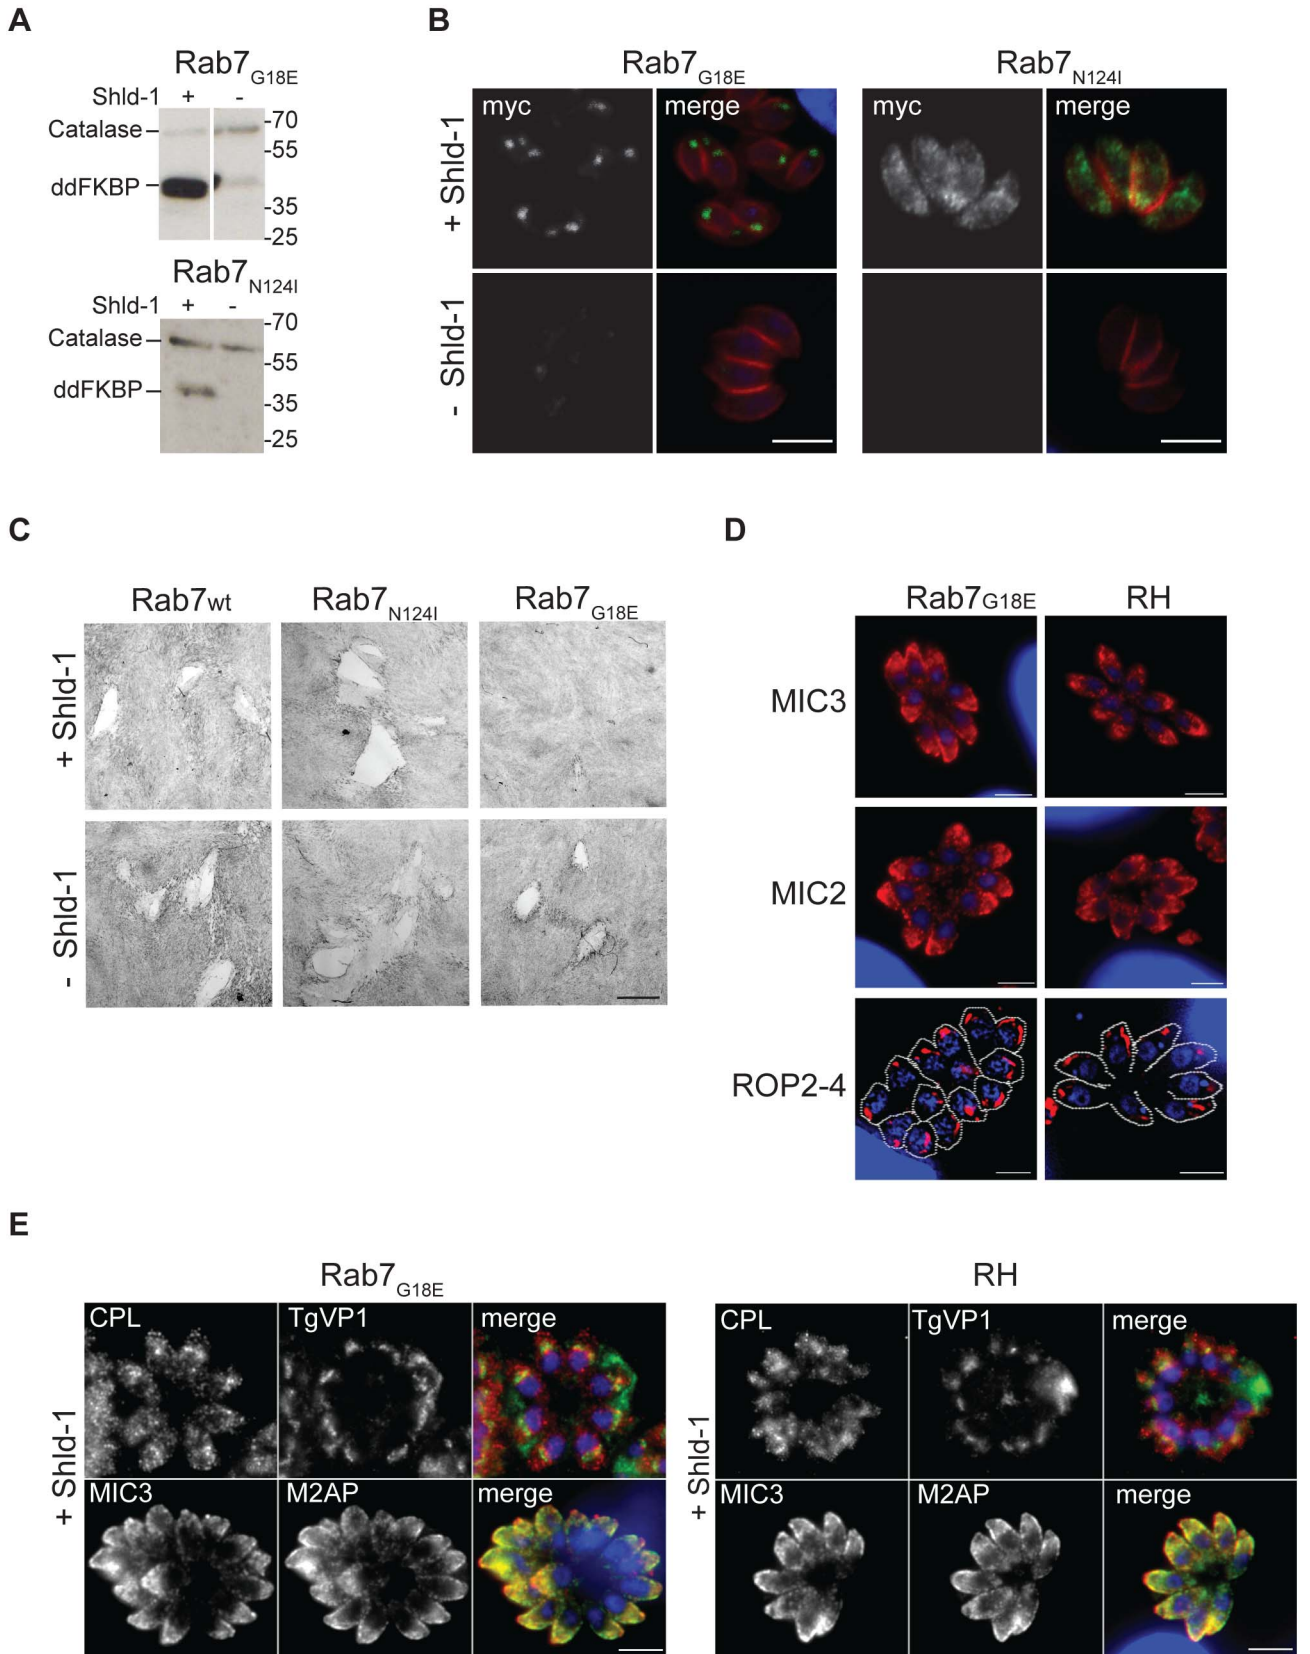 A
Rab7G18E
Shld-1 + -
Catalase
ddFKBP
-70
-55
-35
-25
Rab7N124I
Shld-1 + -
Catalase
ddFKBP
-70
-55
-35
-25
B
Rab7G18E
Rab7N124I
myc
merge
myc
merge
+ Shld-1
- Shld-1
C
Rab7wt
Rab7N124I
Rab7G18E
+ Shld-1
- Shld-1
D
Rab7G18E
RH
MIC3
MIC2
ROP2-4
E
Rab7G18E
RH
+ Shld-1
CPL
TgVP1
merge
MIC3
M2AP
merge
+ Shld-1
CPL
TgVP1
merge
MIC3
M2AP
merge